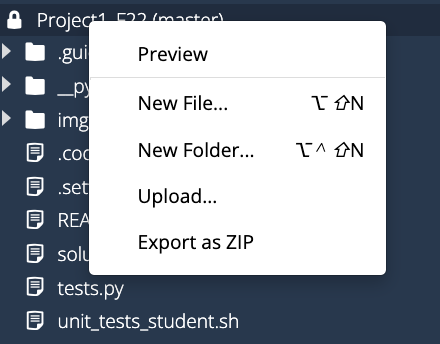 Project1_F22 (master)
.gui
Preview
__py
New File... ⌥ ⇧N
img
New Folder... ⌥^ ⇧N
.coc
.set
Upload...
REA
solu
Export as ZIP
tests.py
unit_tests_student.sh